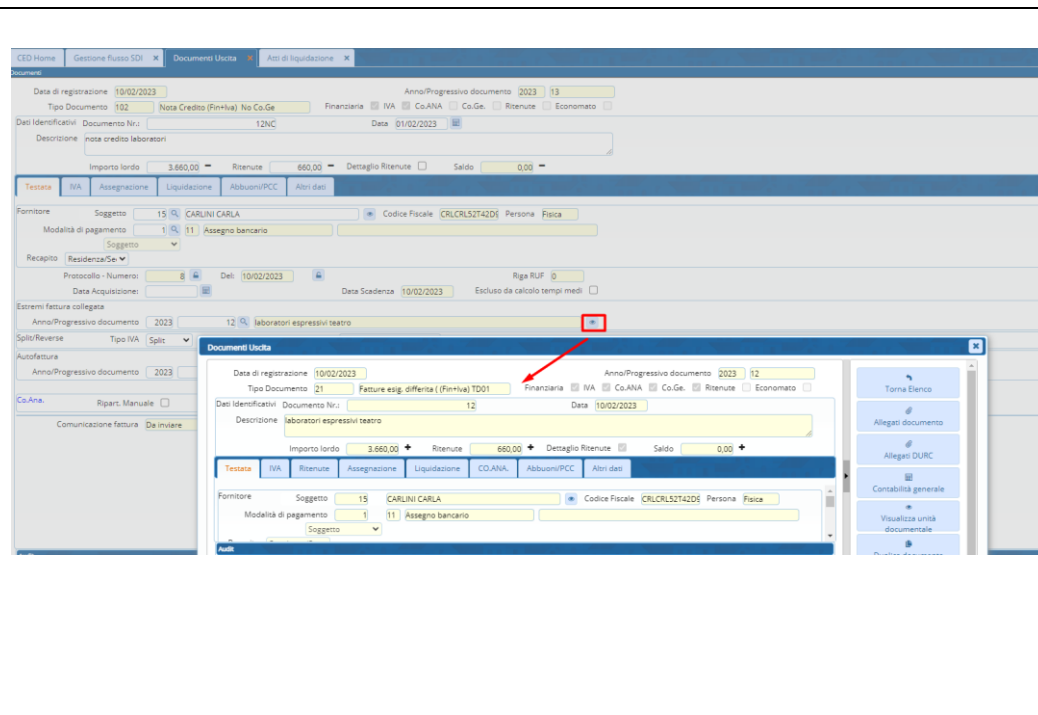 CED Home Gestione flusso SDI × Documenti Uscita × Atti di liquidazione ×
Documenti
Data di registrazione 10/02/2023 Anno/Progressivo documento 2023 13
Tipo Documento 102 Nota Credito (Fin+Iva) No Co.Ge Finanziaria IVA Co.ANA Co.Ge. Ritenute Economato
Dati Identificativi Documento Nr.: 12NC Data 01/02/2023
Descrizione nota credito laboratori
Importo lordo 3.660,00 Ritenute 660,00 Dettaglio Ritenute Saldo 0,00
Testata IVA Assegnazione Liquidazione Abbuoni/PCC Altri dati
Fornitore Soggetto 15 CARLINI CARLA Codice Fiscale CRLCRL52T42D Persona Fisica
Modalità di pagamento 1 11 Assegno bancario
Soggetto
Recapito Residenza/Se
Protocollo - Numero: 8 Del: 10/02/2023 Riga RUF 0
Data Acquisizione: Data Scadenza 10/02/2023 Escluso da calcolo tempi medi
Estremi fattura collegata
Anno/Progressivo documento 2023 12 laboratori espressivi teatro
Split/Reverse Tipo IVA Split
Autofattura
Anno/Progressivo documento 2023
Co.Ana. Ripart. Manuale
Comunicazione fattura Da inviare
Documenti Uscita ×
Data di registrazione 10/02/2023 Anno/Progressivo documento 2023 12
Tipo Documento 21 Fatture esig. differita ( (Fin+iva) TD01 Finanziaria IVA Co.ANA Co.Ge. Ritenute Economato
Dati Identificativi Documento Nr.: 12 Data 10/02/2023
Descrizione laboratori espressivi teatro
Importo lordo 3.660,00 + Ritenute 660,00 + Dettaglio Ritenute Saldo 0,00 +
Testata IVA Ritenute Assegnazione Liquidazione CO.ANA. Abbuoni/PCC Altri dati
Fornitore Soggetto 15 CARLINI CARLA Codice Fiscale CRLCRL52T42D Persona Fisica
Modalità di pagamento 1 11 Assegno bancario
Soggetto
Audit
Torna Elenco
Allegati documento
Allegati DURC
Contabilità generale
Visualizza unità
documentale